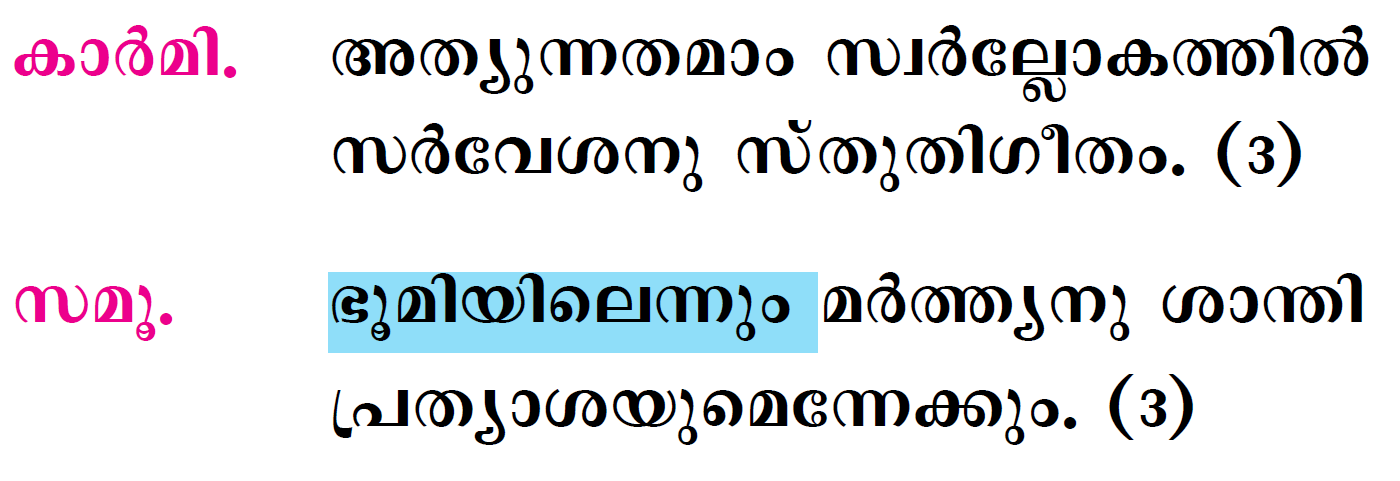 കാർമി. അത്യുന്നതമാം സ്വർല്ലോകത്തിൽ
സർവേശനു സ്തുതിഗീതം. (3)
സമൂ. ഭൂമിയിലെന്നും മർത്ത്യനു ശാന്തി
പ്രത്യാശയുമെന്നേക്കും. (3)